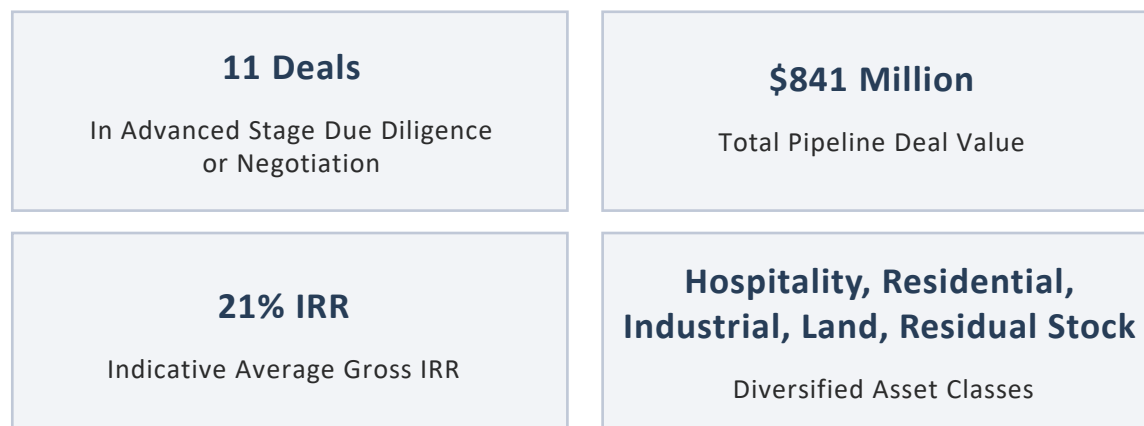 11 Deals
In Advanced Stage Due Diligence
or Negotiation
$841 Million
Total Pipeline Deal Value
21% IRR
Indicative Average Gross IRR
Hospitality, Residential,
Industrial, Land, Residual Stock
Diversified Asset Classes